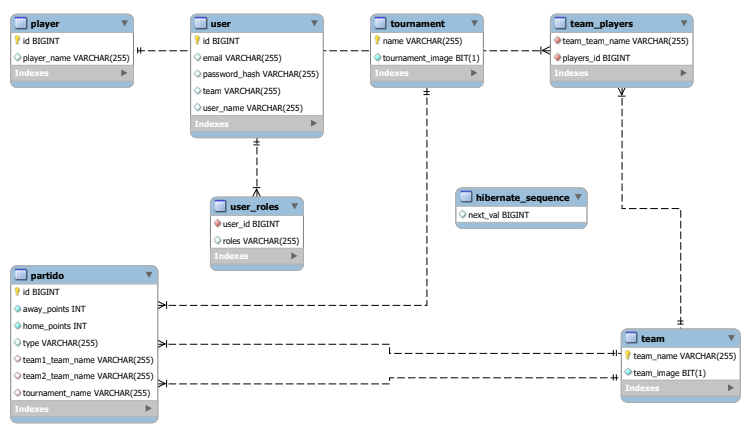 player
id BIGINT
player_name VARCHAR(255)
Indexes
user
id BIGINT
email VARCHAR(255)
password_hash VARCHAR(255)
team VARCHAR(255)
user_name VARCHAR(255)
Indexes
tournament
name VARCHAR(255)
tournament_image BIT(1)
Indexes
team_players
team_team_name VARCHAR(255)
players_id BIGINT
Indexes
user_roles
user_id BIGINT
roles VARCHAR(255)
Indexes
hibernate_sequence
next_val BIGINT
Indexes
partido
id BIGINT
away_points INT
home_points INT
type VARCHAR(255)
team1_team_name VARCHAR(255)
team2_team_name VARCHAR(255)
tournament_name VARCHAR(255)
Indexes
team
team_name VARCHAR(255)
team_image BIT(1)
Indexes